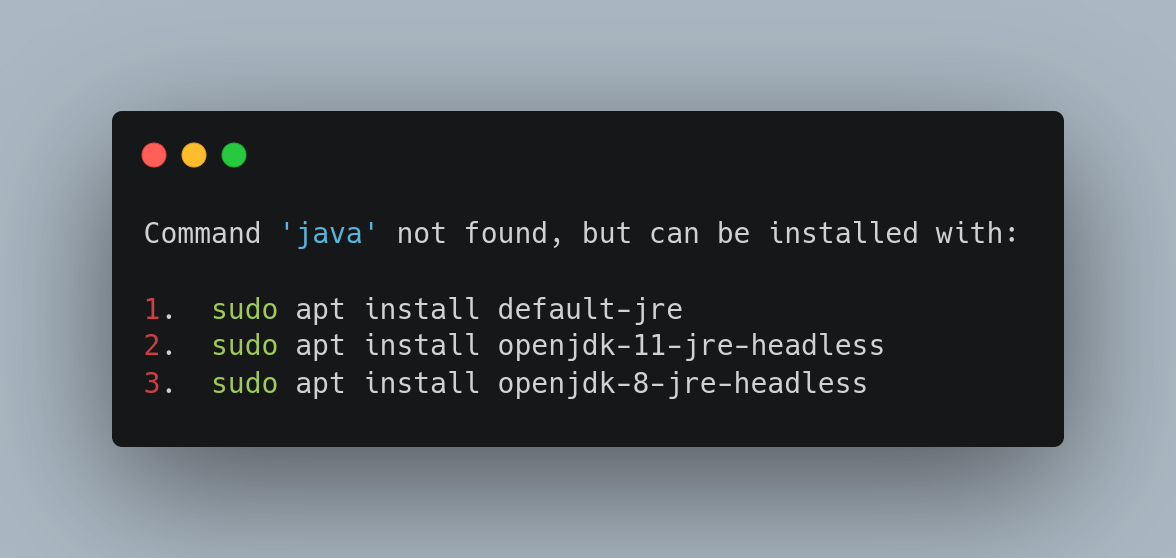 Command 'java' not found, but can be installed with:
1.  sudo apt install default-jre
2.  sudo apt install openjdk-11-jre-headless
3.  sudo apt install openjdk-8-jre-headless